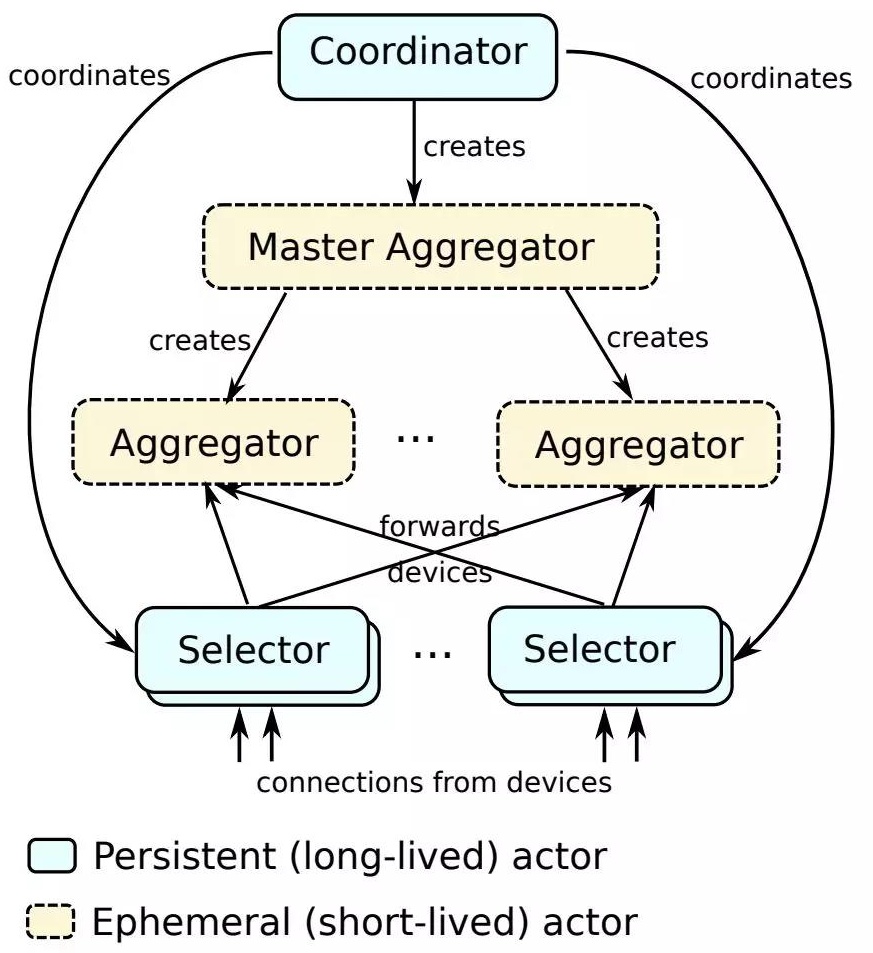 Coordinator
coordinates
coordinates
creates
Master Aggregator
creates
creates
Aggregator
...
Aggregator
forwards
devices
Selector
...
Selector
connections from devices
Persistent (long-lived) actor
Ephemeral (short-lived) actor